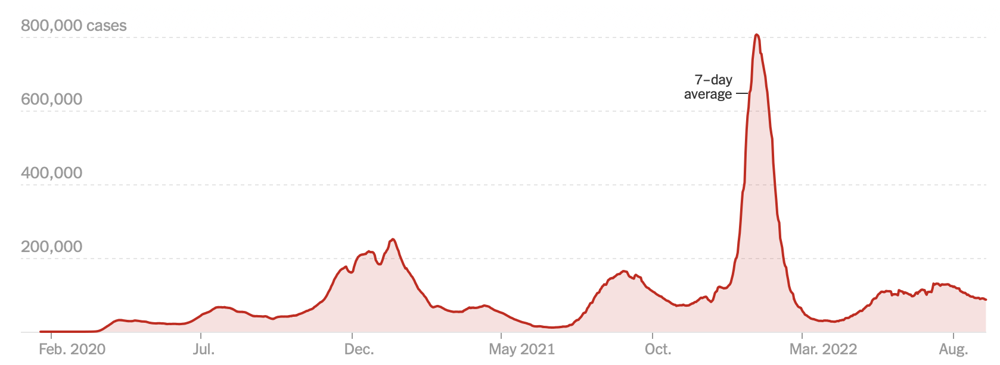 800,000 cases
7–day
average
600,000
400,000
200,000
Feb. 2020
Jul.
Dec.
May 2021
Oct.
Mar. 2022
Aug.